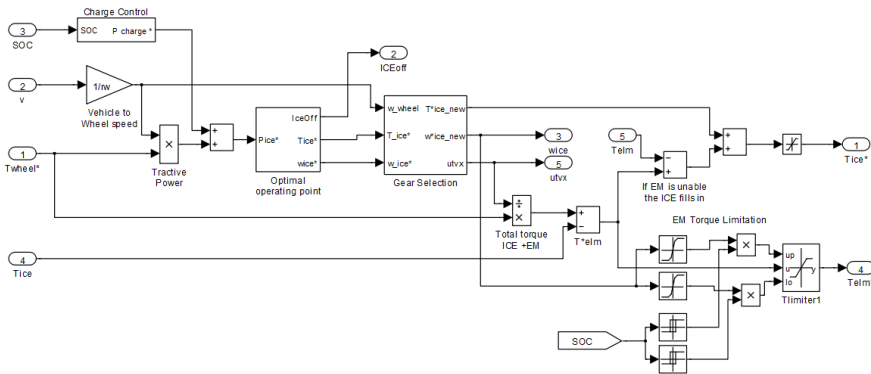 Charge Control
3
SOC
SOC
P charge *
2
ICEoff
2
v
1/rw
Vehicle to
Wheel speed
IceOff
Pice*
Tice*
wice*
Optimal
operating point
w_wheel
T_ice*
w_ice*
T*ice_new
w*ice_new
utvx
Gear Selection
+
+
×
Tractive
Power
1
Twheel*
3
wice
5
utvx
5
Telm
−
+
If EM is unable
the ICE fills in
+
+
1
Tice*
÷
×
Total torque
ICE +EM
+
−
T*elm
4
Tice
EM Torque Limitation
×
×
up
u
lo
y
Tlimiter1
4
Telm*
SOC